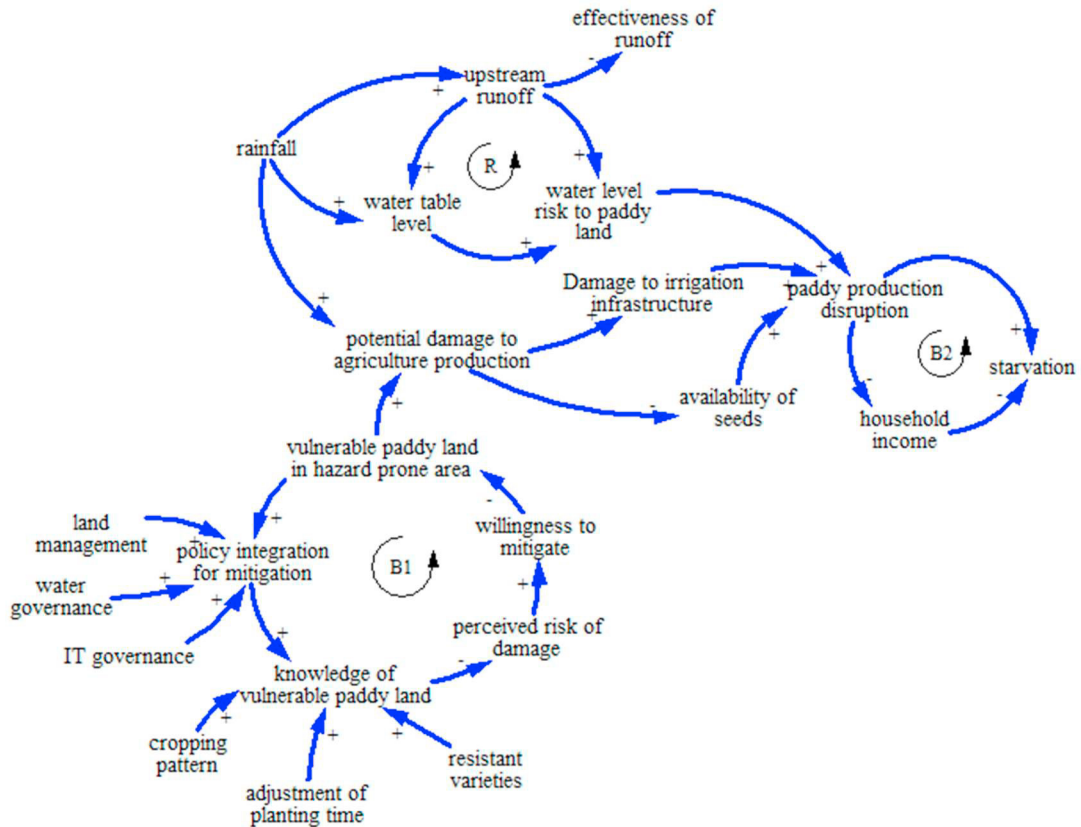 effectiveness of
runoff
-
upstream
runoff
+
rainfall
R
+
+
+
water table
level
water level
risk to paddy
land
+
+
Damage to irrigation
infrastructure
+
+
paddy production
disruption
+
+
potential damage to
agriculture production
+
B2
starvation
-
-
-
availability of
seeds
household
income
+
vulnerable paddy land
in hazard prone area
-
+
land
management
+
policy integration
for mitigation
willingness to
mitigate
B1
water
governance
+
+
+
IT governance
+
perceived risk of
damage
-
knowledge of
vulnerable paddy land
+
cropping
pattern
+
+
resistant
varieties
adjustment of
planting time